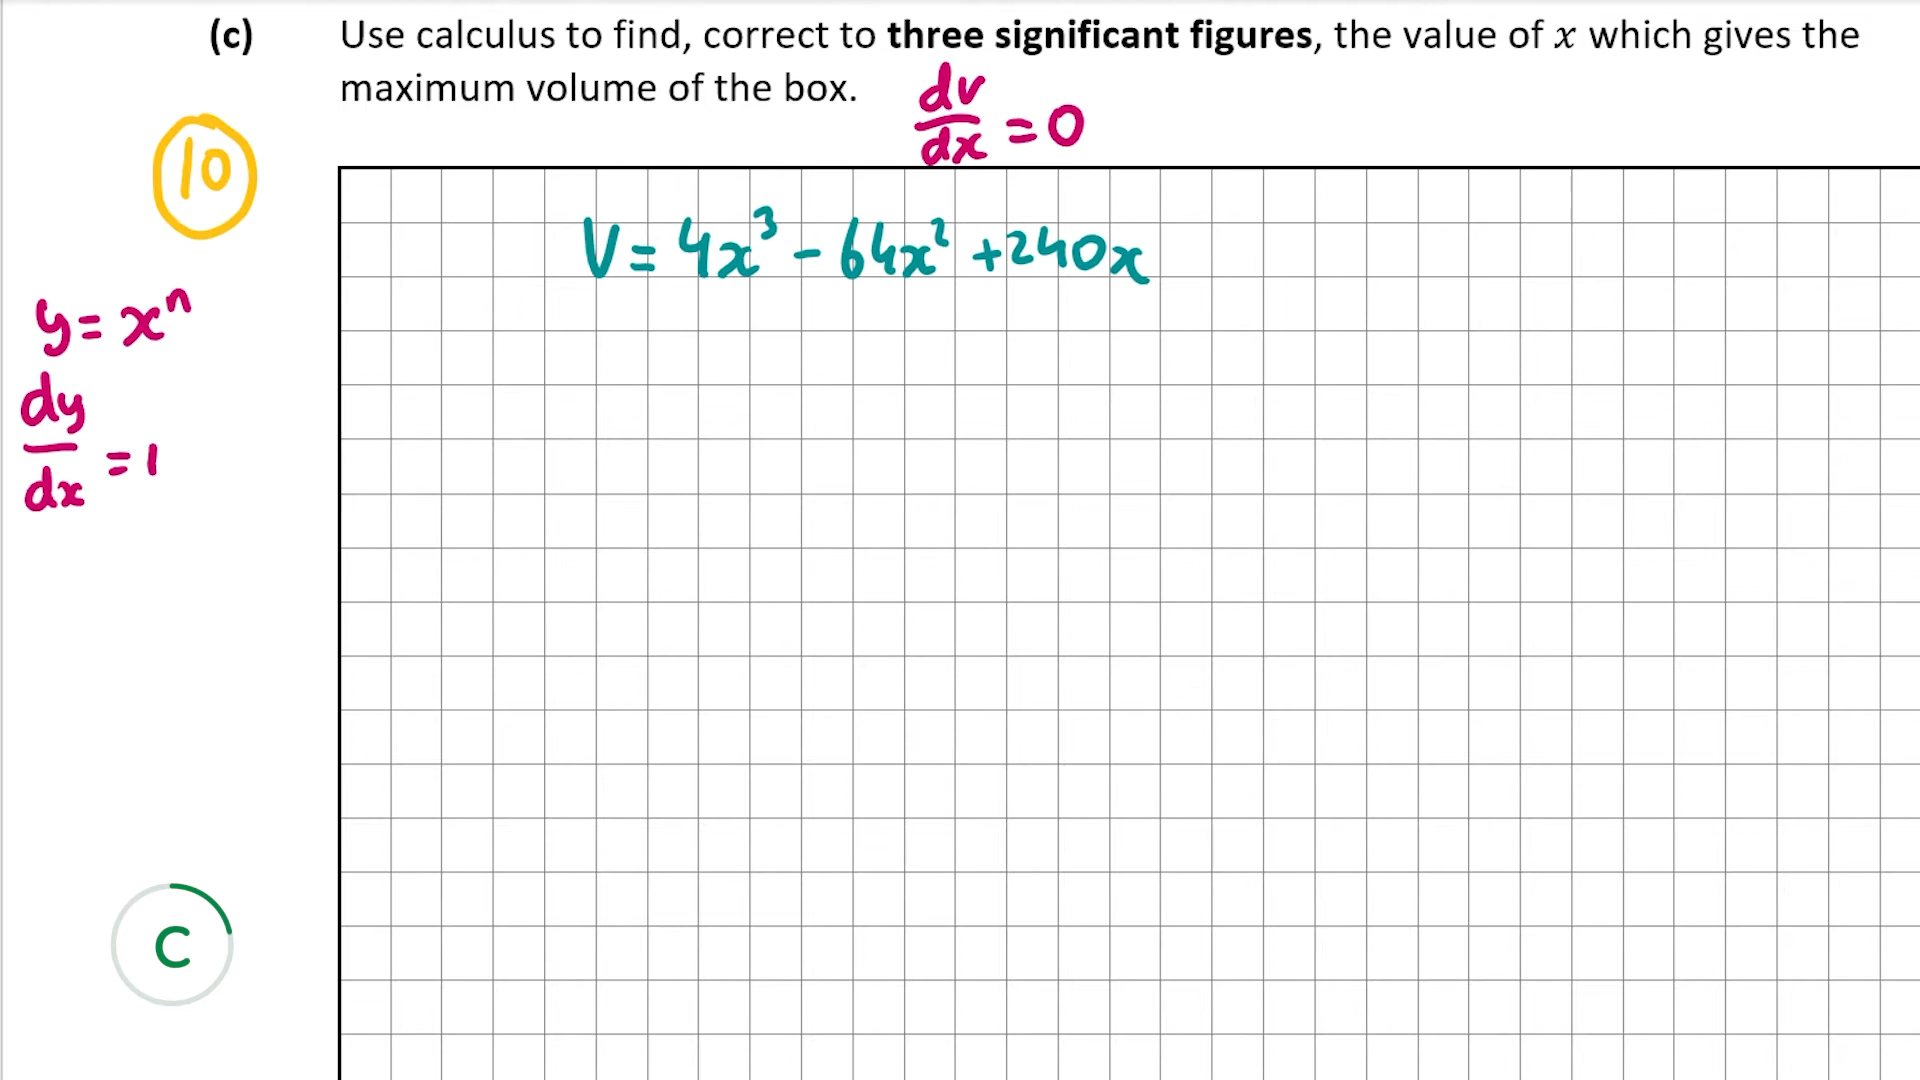 (c) Use calculus to find, correct to three significant figures, the value of x which gives the
maximum volume of the box.
dv/dx = 0
10
V = 4x³ - 64x² + 240x
y = xⁿ
dy/dx = 1
C